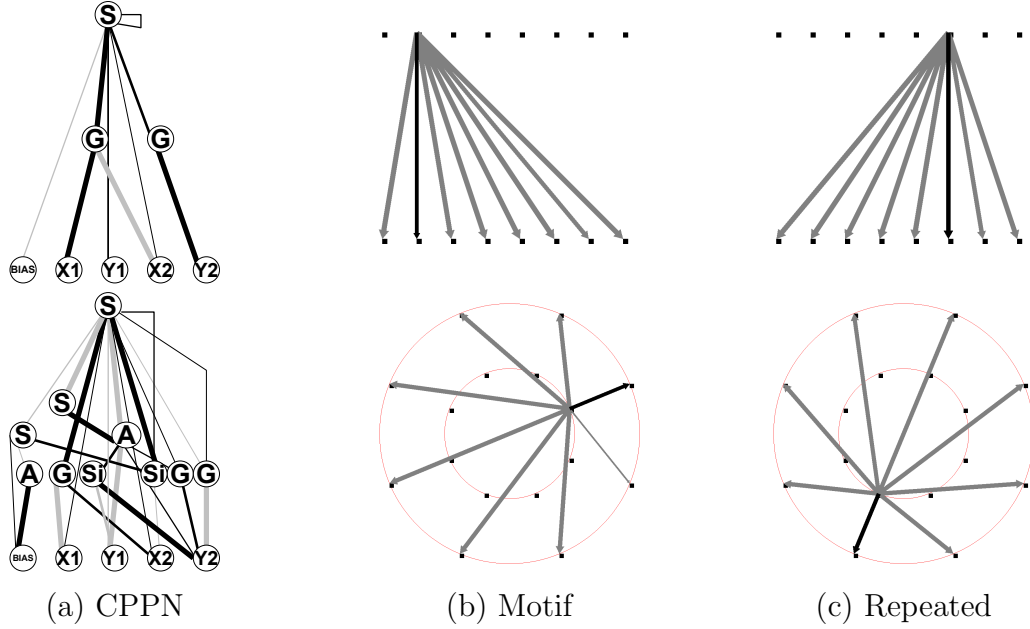 S
G G
BIAS X1 Y1 X2 Y2
S
S
S A
A G Si Si G G
BIAS X1 Y1 X2 Y2
(a) CPPN (b) Motif (c) Repeated